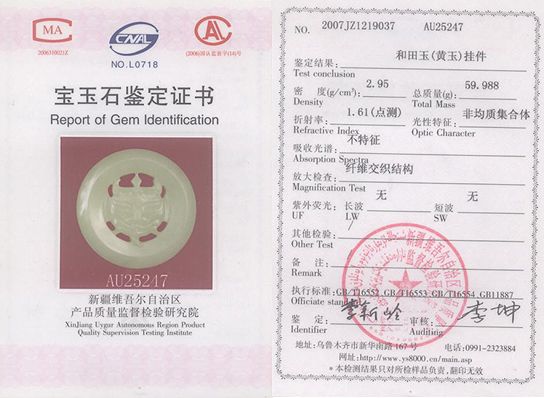 MA
CNAL
CAL
2006310021Z
NO.L0718
(2006)国认监认字(14)号
宝玉石鉴定证书
Report of Gem Identification
AU25247
新疆维吾尔自治区
产品质量监督检验研究院
XinJiang Uygur Autonomous Region Product
Quality Supervision Testing Institute
NO. 2007JZ1219037 AU25247
鉴定结果: 和田玉(黄玉)挂件
Test conclusion
密 度(g/cm³): 2.95 总质量(g): 59.988
Density Total Mass
折射率: 1.61(点测) 光性特征: 非均质集合体
Refractive Index Optic Character
吸收光谱: 不特征
Absorption Spectra
放大检查: 纤维交织结构
Magnification Test
紫外荧光: 长波 无 短波 无
UF LW/ SW
其他检验:
Other Test
备 注:
Remark
执行标准: GB/T16552 GB/T16553 GB/T16554 GB11887
Officiate standard
鉴 定: 审核: 李坤
Identifier Auditing
地址:乌鲁木齐市新华南路167号 电话:0991-2323884
网址:http://www.ys8000.cn/main.asp
*本检测结果只对所检样品负责,翻印无效